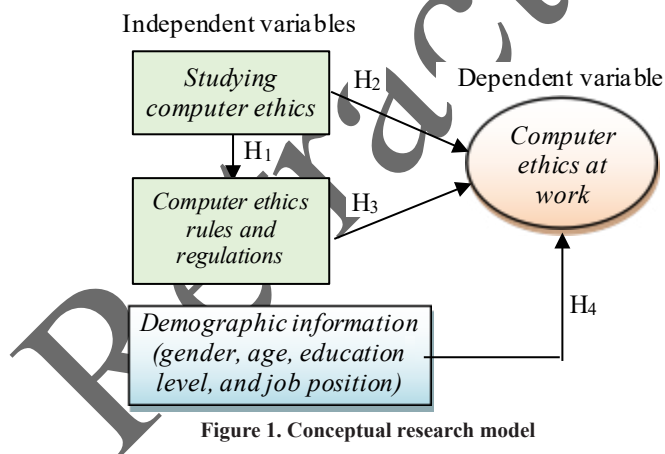 Independent variables
Studying
computer ethics
H2
Dependent variable
Computer
ethics at
work
H1
Computer ethics
rules and
regulations
H3
H4
Demographic information
(gender, age, education
level, and job position)
Figure 1. Conceptual research model